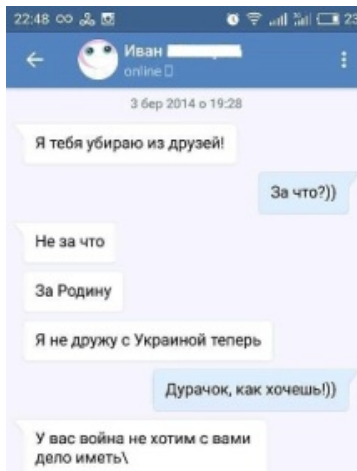 22:48
23
Иван
online
3 бер 2014 о 19:28
Я тебя убираю из друзей!
За что?))
Не за что
За Родину
Я не дружу с Украиной теперь
Дурачок, как хочешь!))
У вас война не хотим с вами
дело иметь\